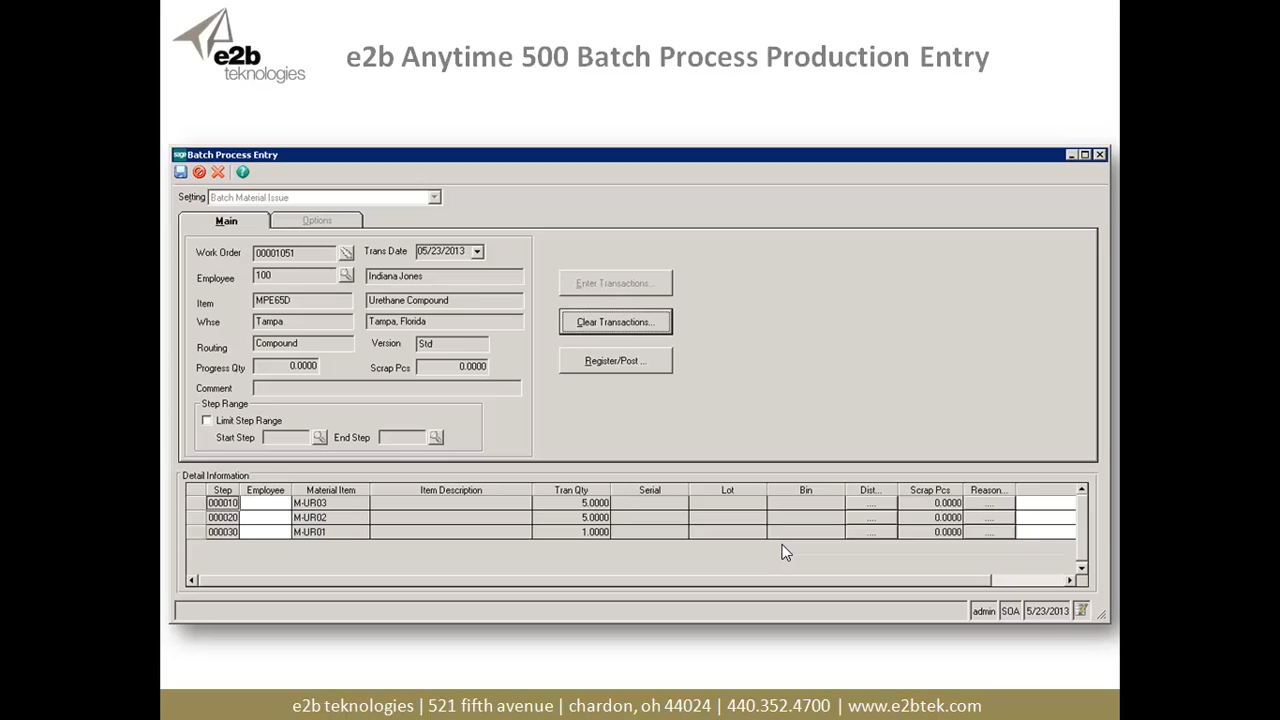 e2b
teknologies
e2b Anytime 500 Batch Process Production Entry
sage Batch Process Entry
Setting Batch Material Issue
Main Options
Work Order 00001051 Trans Date 05/23/2013
Employee 100 Indiana Jones
Item MPE65D Urethane Compound
Whse Tampa Tampa, Florida
Routing Compound Version Std
Progress Qty 0.0000 Scrap Pcs 0.0000
Comment
Step Range
Limit Step Range
Start Step End Step
Enter Transactions...
Clear Transactions...
Register/Post ...
Detail Information
Step Employee Material Item Item Description Tran Qty Serial Lot Bin Dist... Scrap Pcs Reason...
000010 M-UR03 5.0000 .... 0.0000 ....
000020 M-UR02 5.0000 .... 0.0000 ....
000030 M-UR01 1.0000 .... 0.0000 ....
admin SOA 5/23/2013
e2b teknologies | 521 fifth avenue | chardon, oh 44024 | 440.352.4700 | www.e2btek.com